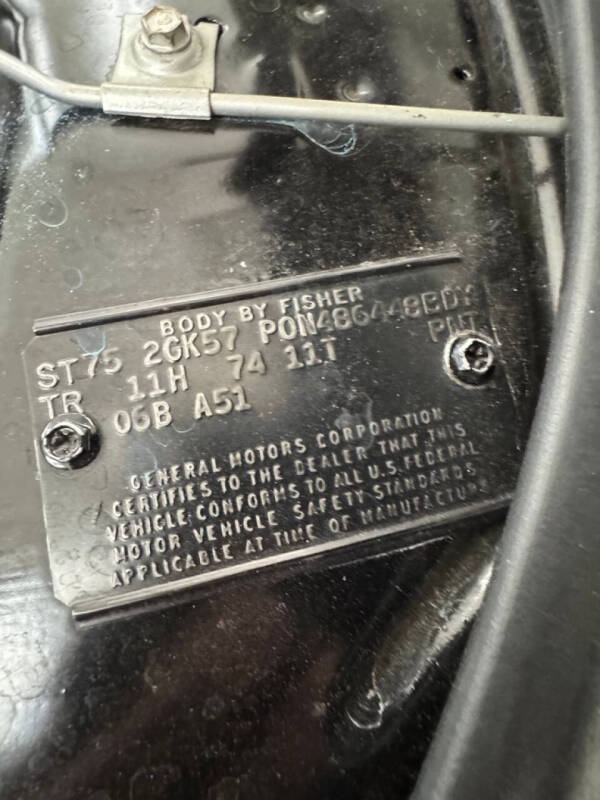 BODY BY FISHER
ST75 2GK57 PON486448BDY
TR 11H 74 11T PNT
06B A51
GENERAL MOTORS CORPORATION
CERTIFIES TO THE DEALER THAT THIS
VEHICLE CONFORMS TO ALL U.S. FEDERAL
MOTOR VEHICLE SAFETY STANDARDS
APPLICABLE AT TIME OF MANUFACTURE